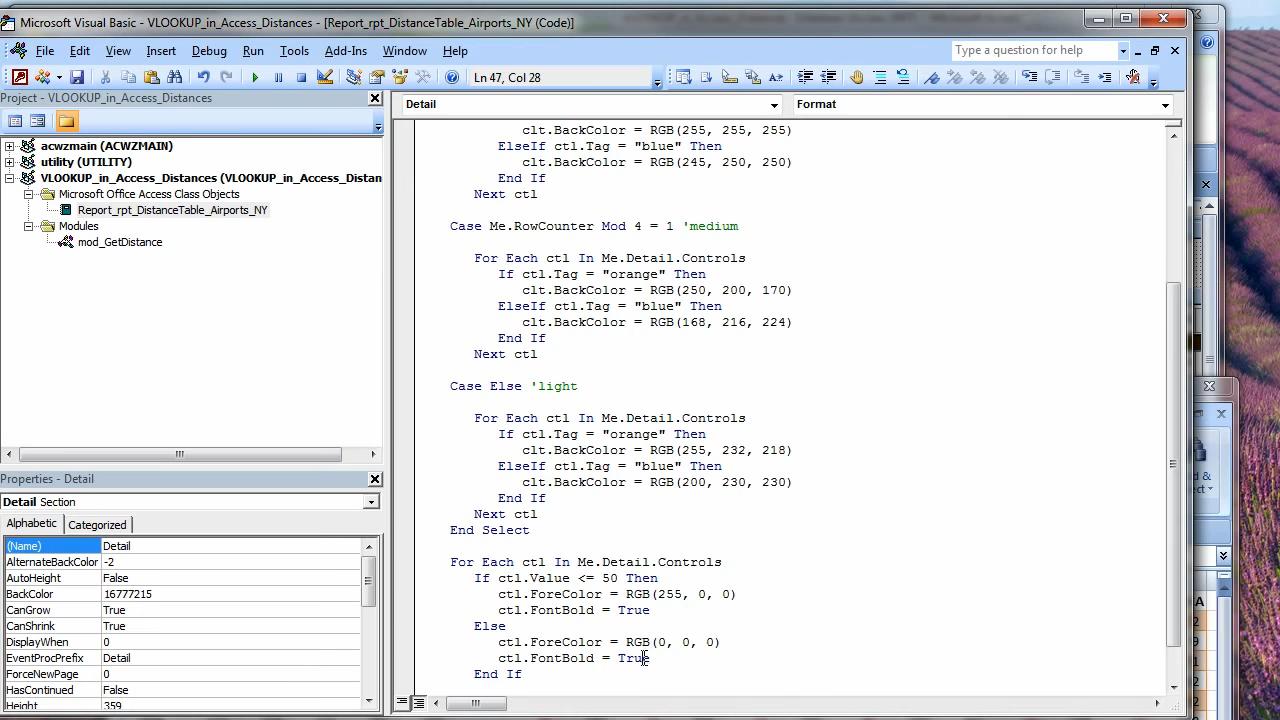 Microsoft Visual Basic - VLOOKUP_in_Access_Distances - [Report_rpt_DistanceTable_Airports_NY (Code)]
File Edit View Insert Debug Run Tools Add-Ins Window Help
Type a question for help
Ln 47, Col 28
Project - VLOOKUP_in_Access_Distances
acwzmain (ACWZMAIN)
utility (UTILITY)
VLOOKUP_in_Access_Distances (VLOOKUP_in_Access_Distan
Microsoft Office Access Class Objects
Report_rpt_DistanceTable_Airports_NY
Modules
mod_GetDistance
Properties - Detail
Detail Section
Alphabetic Categorized
(Name) Detail
AlternateBackColor -2
AutoHeight False
BackColor 16777215
CanGrow True
CanShrink True
DisplayWhen 0
EventProcPrefix Detail
ForceNewPage 0
HasContinued False
Height 359
Detail Format
clt.BackColor = RGB(255, 255, 255)
ElseIf ctl.Tag = "blue" Then
clt.BackColor = RGB(245, 250, 250)
End If
Next ctl
Case Me.RowCounter Mod 4 = 1 'medium
For Each ctl In Me.Detail.Controls
If ctl.Tag = "orange" Then
clt.BackColor = RGB(250, 200, 170)
ElseIf ctl.Tag = "blue" Then
clt.BackColor = RGB(168, 216, 224)
End If
Next ctl
Case Else 'light
For Each ctl In Me.Detail.Controls
If ctl.Tag = "orange" Then
clt.BackColor = RGB(255, 232, 218)
ElseIf ctl.Tag = "blue" Then
clt.BackColor = RGB(200, 230, 230)
End If
Next ctl
End Select
For Each ctl In Me.Detail.Controls
If ctl.Value <= 50 Then
ctl.ForeColor = RGB(255, 0, 0)
ctl.FontBold = True
Else
ctl.ForeColor = RGB(0, 0, 0)
ctl.FontBold = True
End If